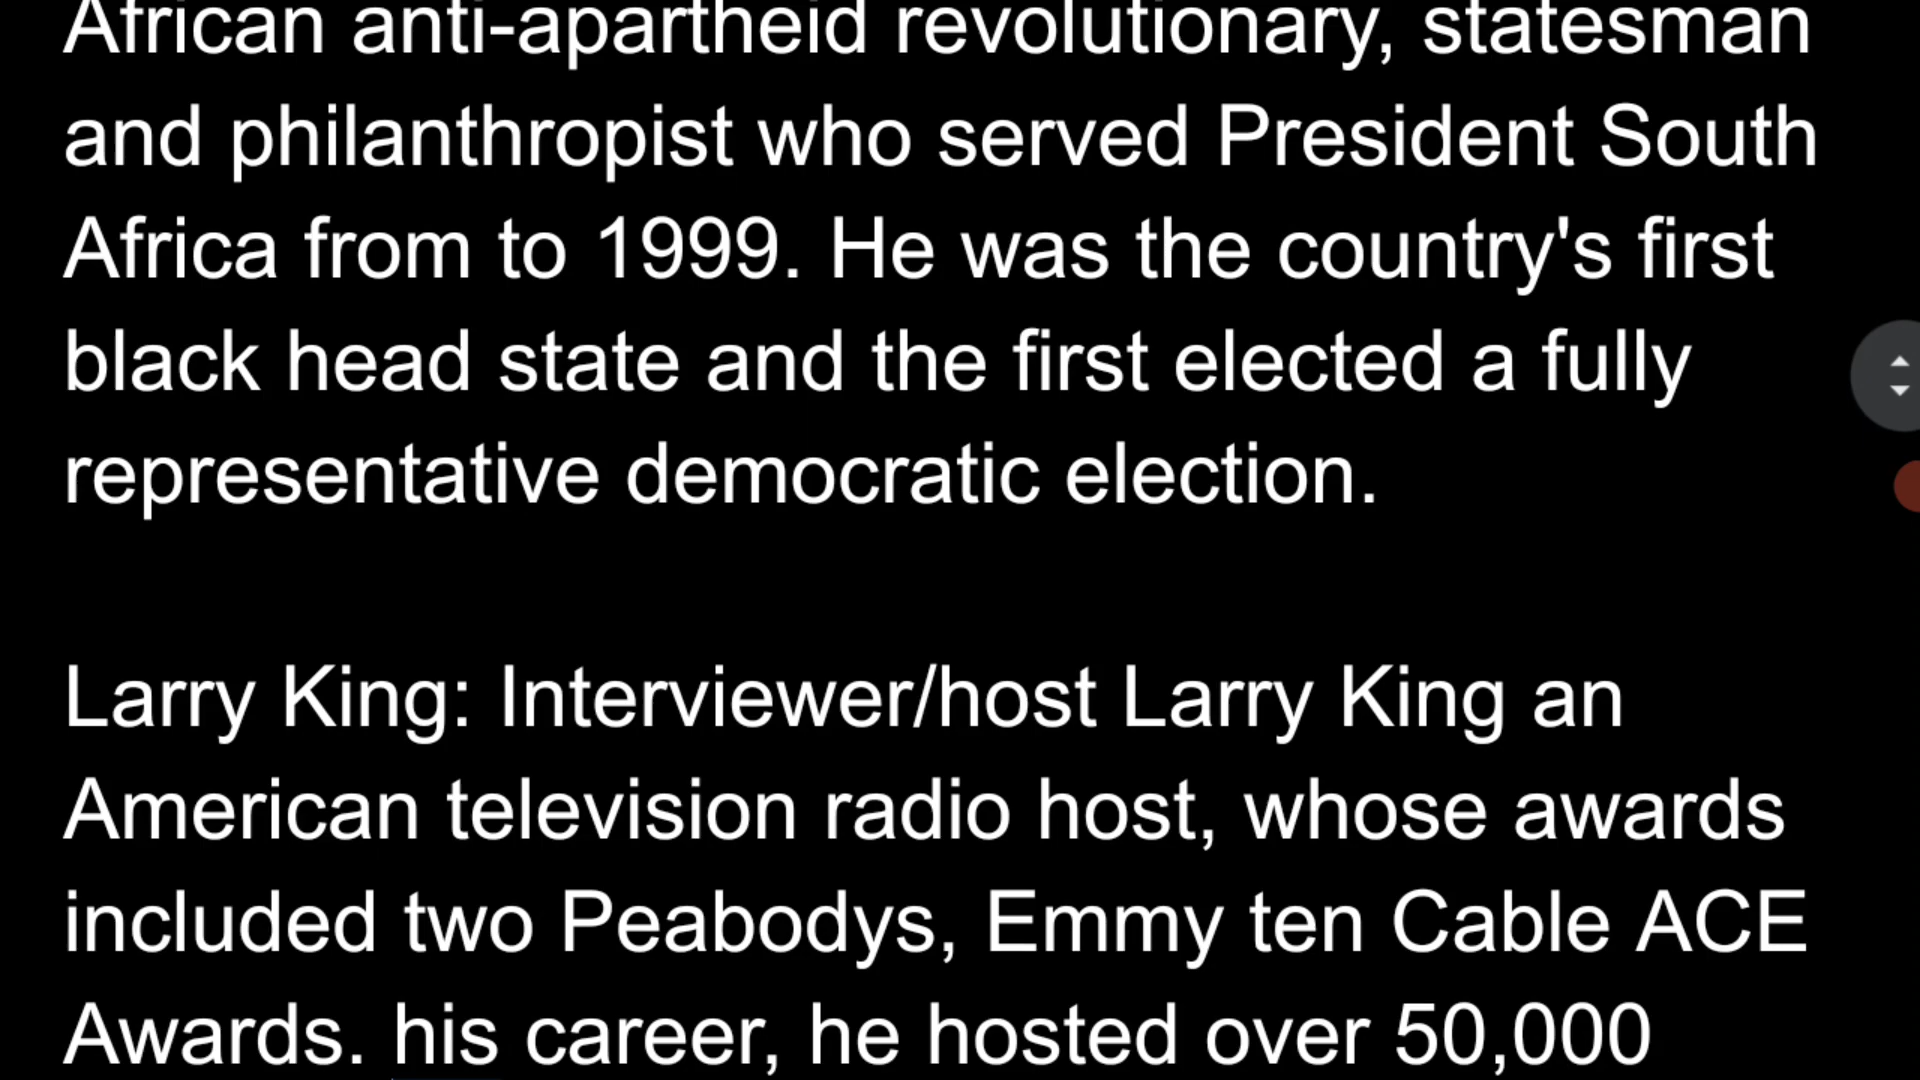 African anti-apartheid revolutionary, statesman
and philanthropist who served President South
Africa from to 1999. He was the country's first
black head state and the first elected a fully
representative democratic election.
Larry King: Interviewer/host Larry King an
American television radio host, whose awards
included two Peabodys, Emmy ten Cable ACE
Awards. his career, he hosted over 50,000